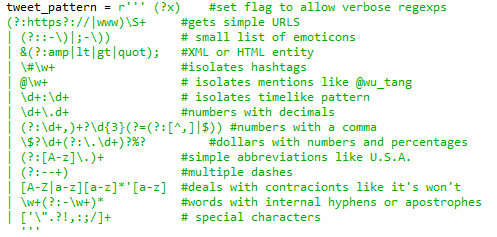 tweet_pattern = r''' (?x)    #set flag to allow verbose regexps
(?:https?://|www)\S+      #gets simple URLS
| (?::-\)|;-\))          # small list of emoticons
| &(?:amp|lt|gt|quot);   #XML or HTML entity
| \#\w+                  #isolates hashtags
| @\w+                   # isolates mentions like @wu_tang
| \d+:\d+                # isolates timelike pattern
| \d+\.d+                #numbers with decimals
| (?:\d+,)+?\d{3}(?=(?:[^,]|$)) #numbers with a comma
| \$?\d+(?:\.\d+)?%?     #dollars with numbers and percentages
| (?:[A-z]\.)+           #simple abbreviations like U.S.A.
| (?:--+)                #multiple dashes
| [A-Z|a-z][a-z]*'[a-z]  #deals with contracionts like it's won't
| \w+(?:-\w+)*           #words with internal hyphens or apostrophes
| ['\".?!,:;/]+          # special characters
'''